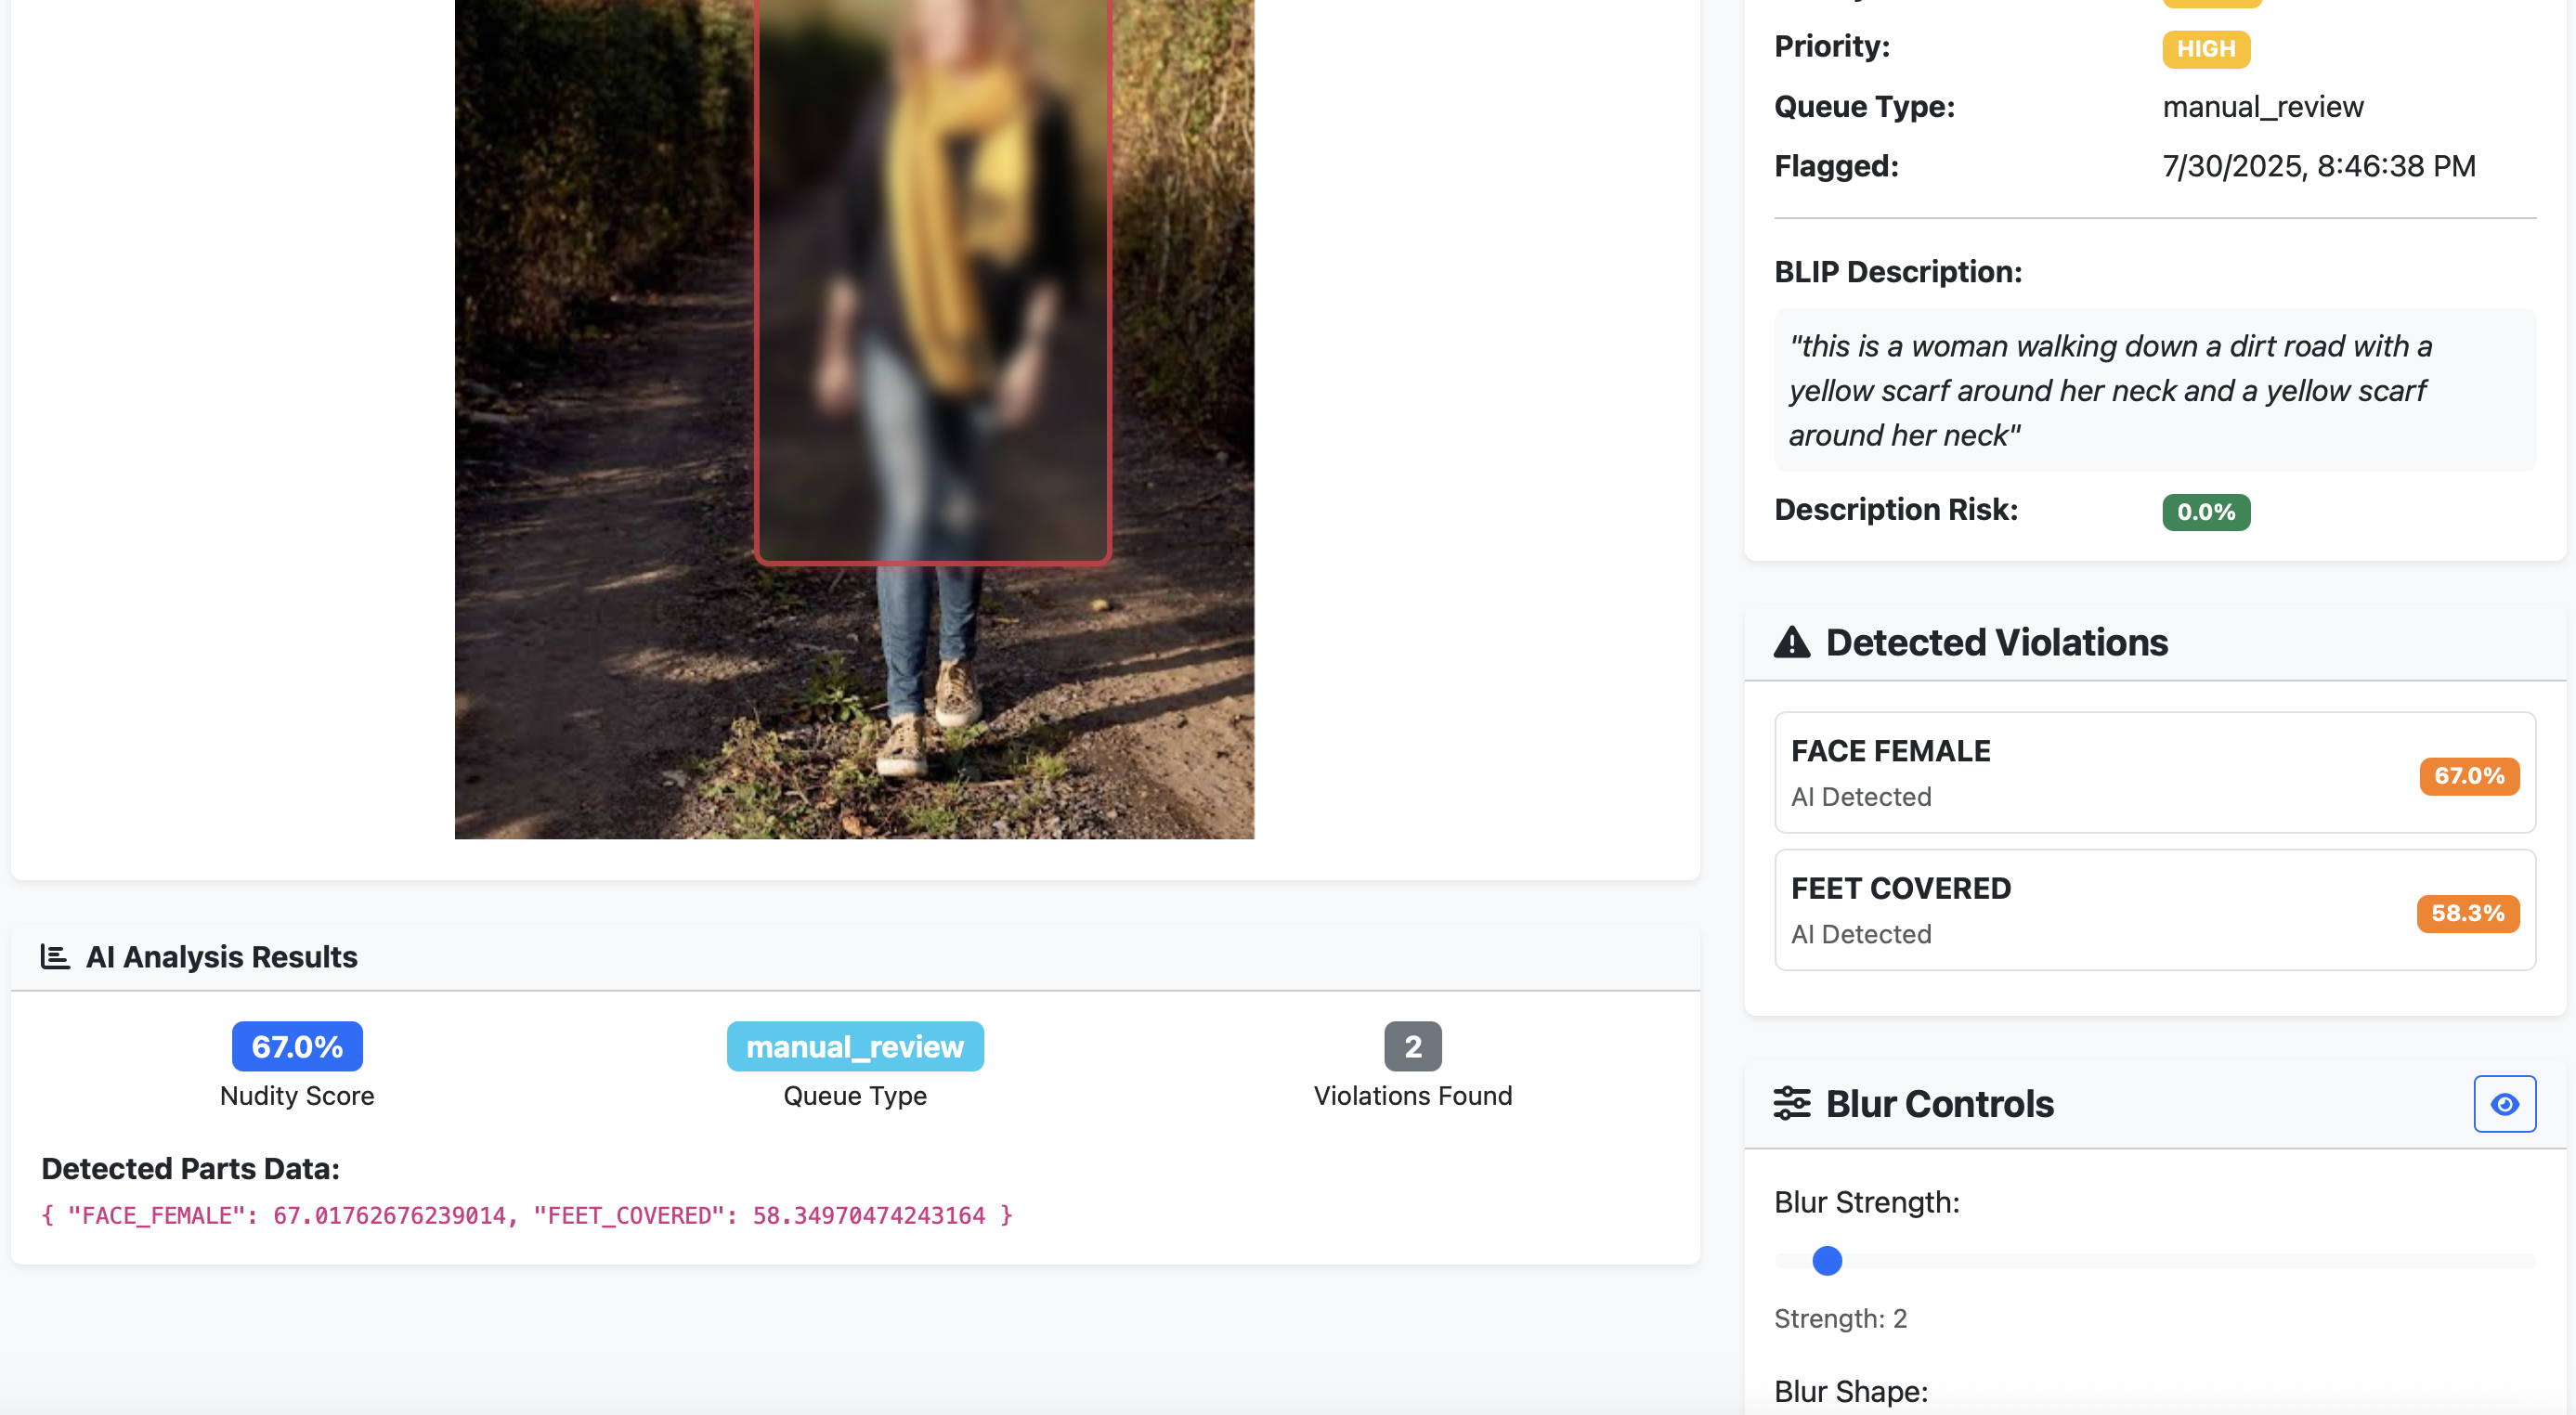 Priority:
HIGH
Queue Type:
manual_review
Flagged:
7/30/2025, 8:46:38 PM
BLIP Description:
"this is a woman walking down a dirt road with a
yellow scarf around her neck and a yellow scarf
around her neck"
Description Risk:
0.0%
Detected Violations
FACE FEMALE
AI Detected
67.0%
FEET COVERED
AI Detected
58.3%
AI Analysis Results
67.0%
Nudity Score
manual_review
Queue Type
2
Violations Found
Detected Parts Data:
{ "FACE_FEMALE": 67.01762676239014, "FEET_COVERED": 58.34970474243164 }
Blur Controls
Blur Strength:
Strength: 2
Blur Shape: